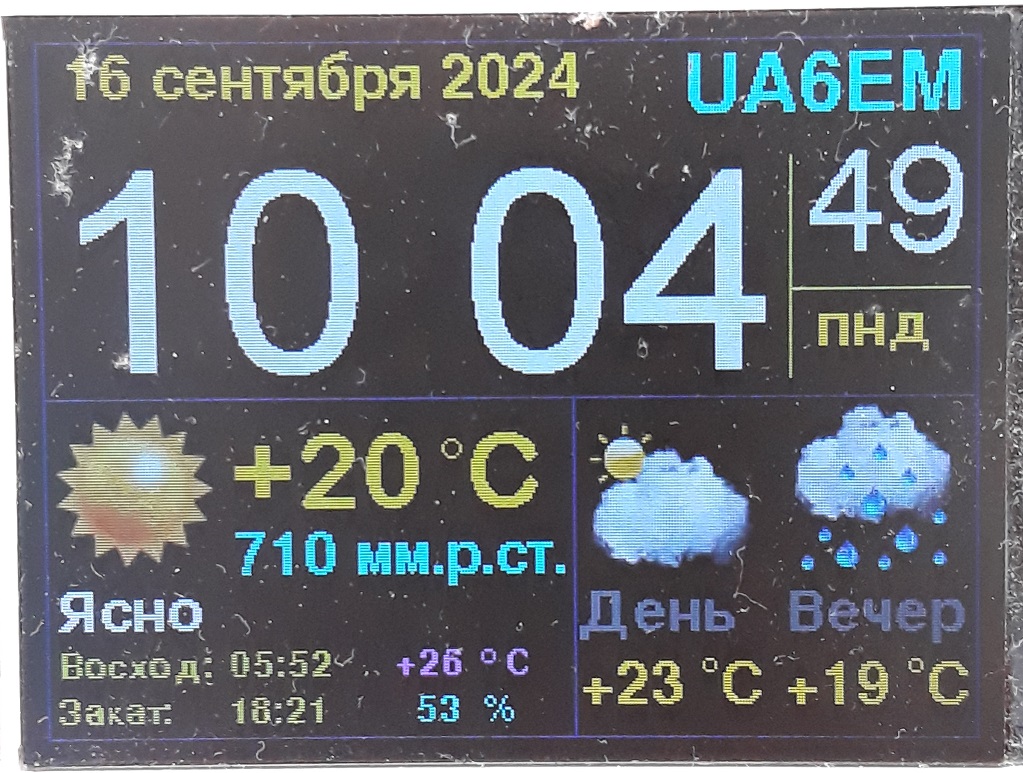 16 сентября 2024 UA6EM
10 04 49
пнд
+20 °C
710 мм.р.ст.
Ясно День Вечер
Восход: 05:52 +26 °C +23 °C +19 °C
Закат: 18:21 53 %